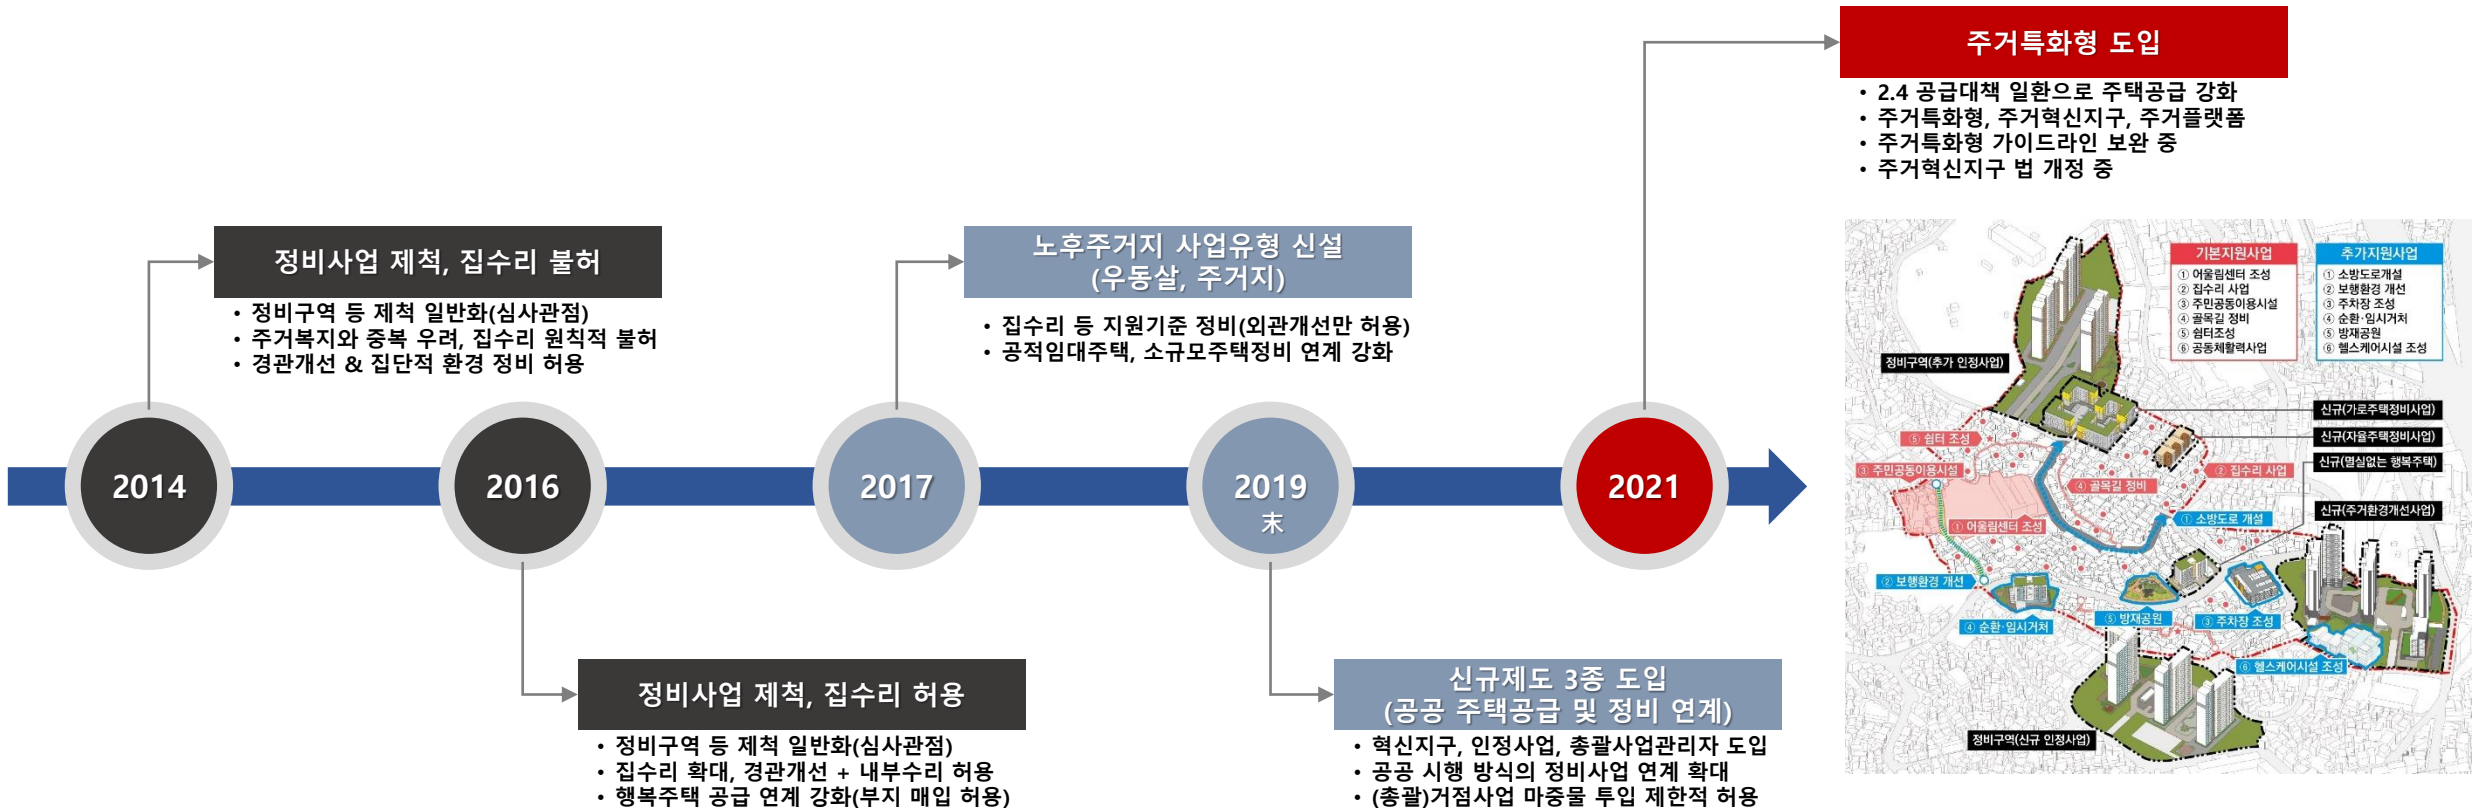 주거특화형 도입
• 2.4 공급대책 일환으로 주택공급 강화
• 주거특화형, 주거혁신지구, 주거플랫폼
• 주거특화형 가이드라인 보완 중
• 주거혁신지구 법 개정 중
정비사업 제척, 집수리 불허
• 정비구역 등 제척 일반화(심사관점)
• 주거복지와 중복 우려, 집수리 원칙적 불허
• 경관개선 & 집단적 환경 정비 허용
노후주거지 사업유형 신설
(우동살, 주거지)
• 집수리 등 지원기준 정비(외관개선만 허용)
• 공적임대주택, 소규모주택정비 연계 강화
2014
2016
2017
2019
末
2021
정비사업 제척, 집수리 허용
• 정비구역 등 제척 일반화(심사관점)
• 집수리 확대, 경관개선 + 내부수리 허용
• 행복주택 공급 연계 강화(부지 매입 허용)
신규제도 3종 도입
(공공 주택공급 및 정비 연계)
• 혁신지구, 인정사업, 총괄사업관리자 도입
• 공공 시행 방식의 정비사업 연계 확대
• (총괄)거점사업 마중물 투입 제한적 허용
기본지원사업
① 어울림센터 조성
② 집수리 사업
③ 주민공동이용시설
④ 골목길 정비
⑤ 쉼터조성
⑥ 공동체활력사업
추가지원사업
① 소방도로개설
② 보행환경 개선
③ 주차장 조성
④ 순환·임시거처
⑤ 방재공원
⑥ 헬스케어시설 조성
정비구역(추가 인정사업)
신규(가로주택정비사업)
신규(자율주택정비사업)
신규(멸실없는 행복주택)
신규(주거환경개선사업)
⑤ 쉼터 조성
③ 주민공동이용시설
② 집수리 사업
④ 골목길 정비
① 어울림센터 조성
① 소방도로 개설
② 보행환경 개선
④ 순환·임시거처
⑤ 방재공원
③ 주차장 조성
⑥ 헬스케어시설 조성
정비구역(신규 인정사업)